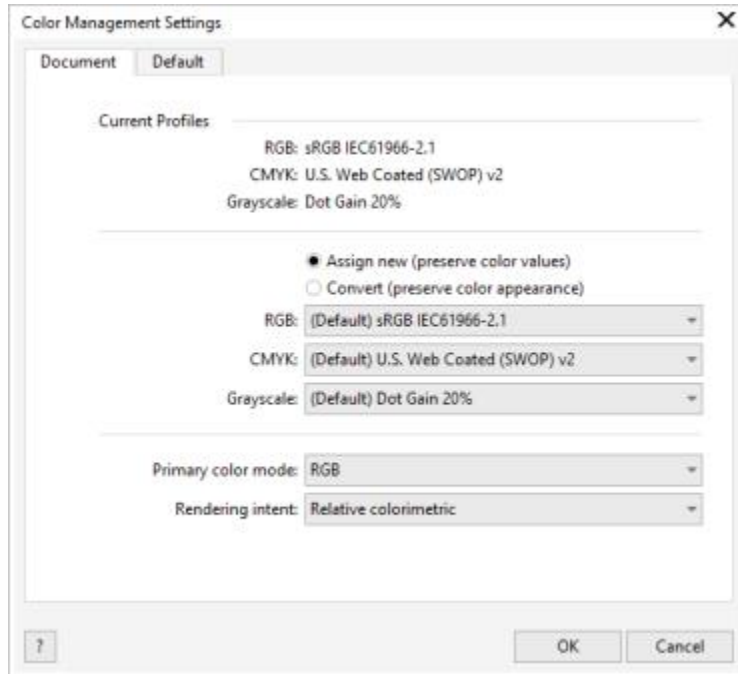 Color Management Settings
Document Default
Current Profiles
RGB: sRGB IEC61966-2.1
CMYK: U.S. Web Coated (SWOP) v2
Grayscale: Dot Gain 20%
Assign new (preserve color values)
Convert (preserve color appearance)
RGB: (Default) sRGB IEC61966-2.1
CMYK: (Default) U.S. Web Coated (SWOP) v2
Grayscale: (Default) Dot Gain 20%
Primary color mode: RGB
Rendering intent: Relative colorimetric
? OK Cancel